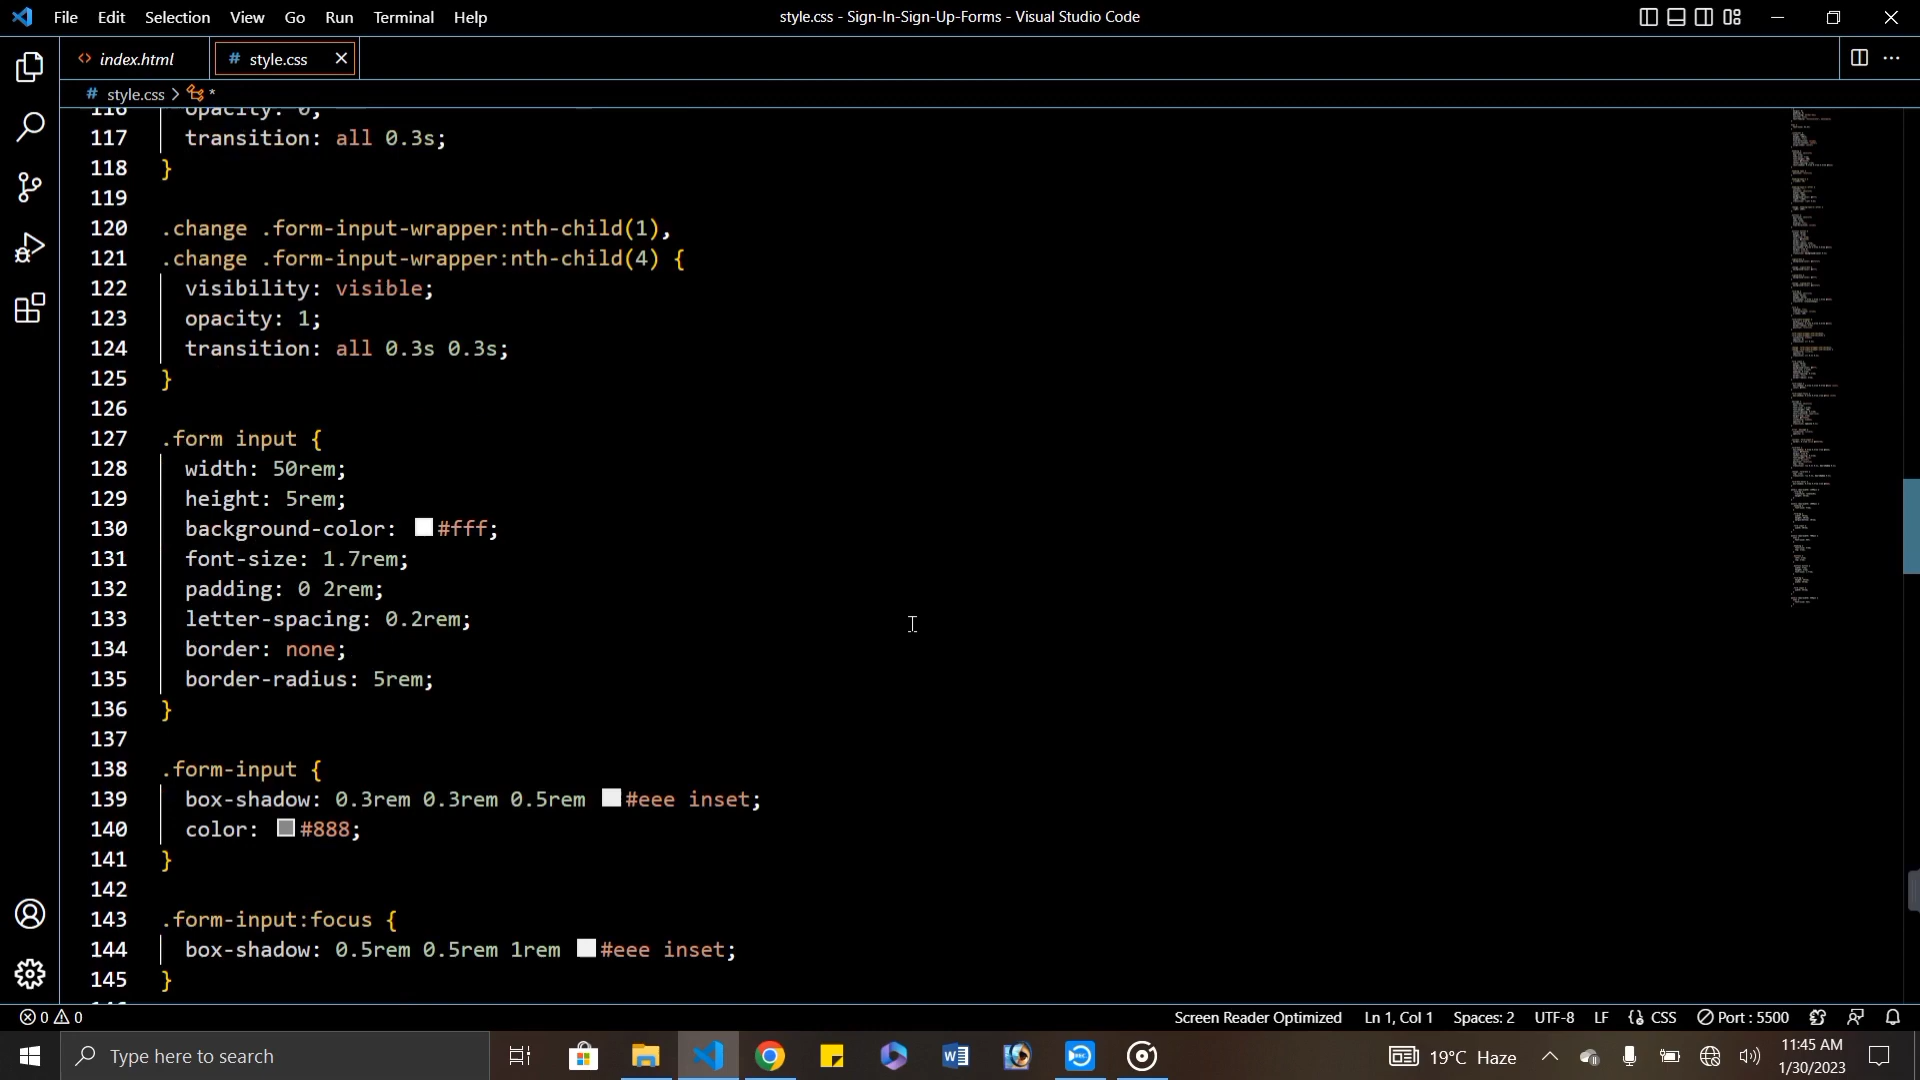 File Edit Selection View Go Run Terminal Help
style.css - Sign-In-Sign-Up-Forms - Visual Studio Code
<> index.html
# style.css
# style.css > *
116 opacity: 0;
117 transition: all 0.3s;
118 }
119
120 .change .form-input-wrapper:nth-child(1),
121 .change .form-input-wrapper:nth-child(4) {
122 visibility: visible;
123 opacity: 1;
124 transition: all 0.3s 0.3s;
125 }
126
127 .form input {
128 width: 50rem;
129 height: 5rem;
130 background-color: #fff;
131 font-size: 1.7rem;
132 padding: 0 2rem;
133 letter-spacing: 0.2rem;
134 border: none;
135 border-radius: 5rem;
136 }
137
138 .form-input {
139 box-shadow: 0.3rem 0.3rem 0.5rem #eee inset;
140 color: #888;
141 }
142
143 .form-input:focus {
144 box-shadow: 0.5rem 0.5rem 1rem #eee inset;
145 }
0 0
Screen Reader Optimized Ln 1, Col 1 Spaces: 2 UTF-8 LF {} CSS Port : 5500
Type here to search
19°C Haze
11:45 AM
1/30/2023